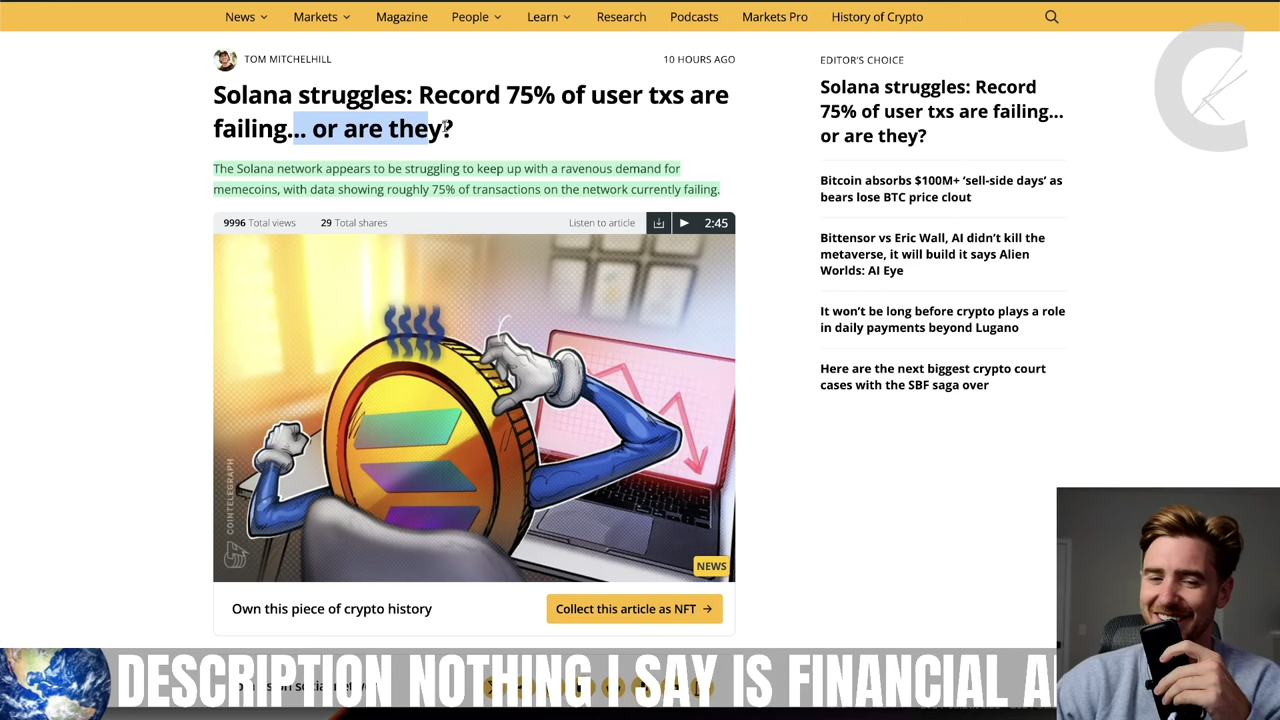 News
Markets
Magazine
People
Learn
Research
Podcasts
Markets Pro
History of Crypto
TOM MITCHELHILL
10 HOURS AGO
Solana struggles: Record 75% of user txs are
failing... or are they?
The Solana network appears to be struggling to keep up with a ravenous demand for
memecoins, with data showing roughly 75% of transactions on the network currently failing.
9996 Total views
29 Total shares
Listen to article
2:45
COINTELEGRAPH
NEWS
Own this piece of crypto history
Collect this article as NFT →
EDITOR'S CHOICE
Solana struggles: Record
75% of user txs are failing...
or are they?
Bitcoin absorbs $100M+ ‘sell-side days’ as
bears lose BTC price clout
Bittensor vs Eric Wall, AI didn’t kill the
metaverse, it will build it says Alien
Worlds: AI Eye
It won’t be long before crypto plays a role
in daily payments beyond Lugano
Here are the next biggest crypto court
cases with the SBF saga over
DESCRIPTION NOTHING I SAY IS FINANCIAL